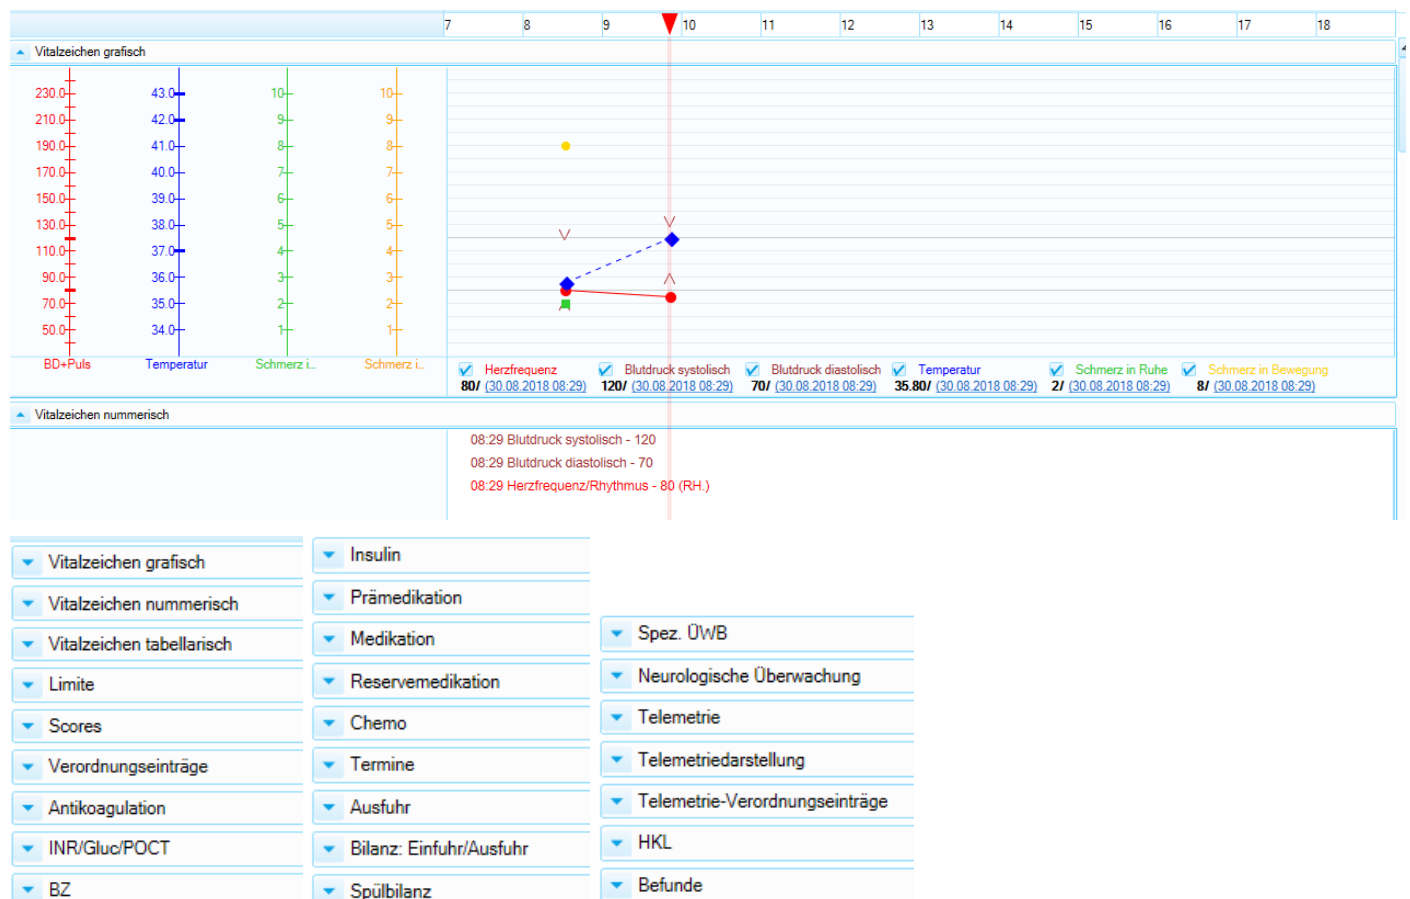 7 8 9 10 11 12 13 14 15 16 17 18
Vitalzeichen grafisch
230.0 43.0 10 10
210.0 42.0 9 9
190.0 41.0 8 8
170.0 40.0 7 7
150.0 39.0 6 6
130.0 38.0 5 5
110.0 37.0 4 4
90.0 36.0 3 3
70.0 35.0 2 2
50.0 34.0 1 1
BD+Puls Temperatur Schmerz i... Schmerz i...
Herzfrequenz Blutdruck systolisch Blutdruck diastolisch Temperatur Schmerz in Ruhe Schmerz in Bewegung
80/ (30.08.2018 08:29) 120/ (30.08.2018 08:29) 70/ (30.08.2018 08:29) 35.80/ (30.08.2018 08:29) 2/ (30.08.2018 08:29) 8/ (30.08.2018 08:29)
Vitalzeichen nummerisch
08:29 Blutdruck systolisch - 120
08:29 Blutdruck diastolisch - 70
08:29 Herzfrequenz/Rhythmus - 80 (RH.)
Vitalzeichen grafisch
Vitalzeichen nummerisch
Vitalzeichen tabellarisch
Limite
Scores
Verordnungseinträge
Antikoagulation
INR/Gluc/POCT
BZ
Insulin
Prämedikation
Medikation
Reservemedikation
Chemo
Termine
Ausfuhr
Bilanz: Einfuhr/Ausfuhr
Spülbilanz
Spez. ÜWB
Neurologische Überwachung
Telemetrie
Telemetriedarstellung
Telemetrie-Verordnungseinträge
HKL
Befunde